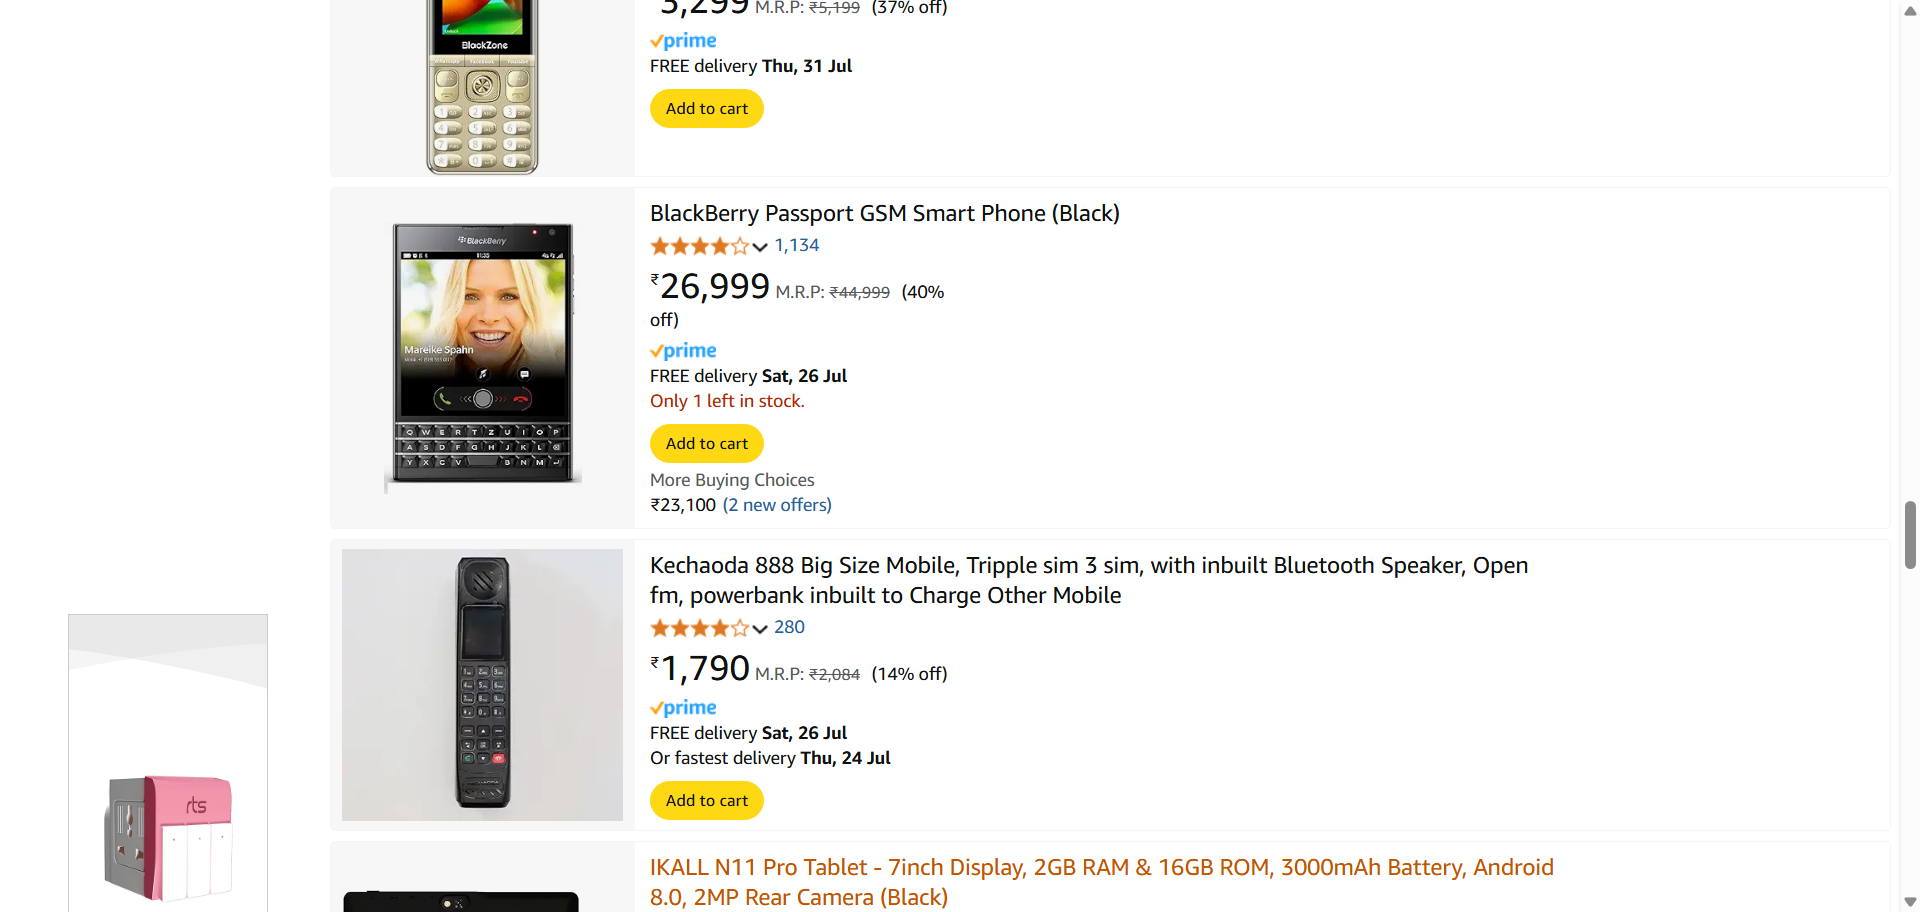 3,299 M.R.P: ₹5,199 (37% off)
prime
FREE delivery Thu, 31 Jul
Add to cart
BlackZone
BlackBerry Passport GSM Smart Phone (Black)
1,134
₹26,999 M.R.P: ₹44,999 (40%
off)
prime
FREE delivery Sat, 26 Jul
Only 1 left in stock.
Add to cart
More Buying Choices
₹23,100 (2 new offers)
BlackBerry
Mareike Spahn
Q W E R T Z U I O P
A S D F G H J K L
Y X C V B N M
Kechaoda 888 Big Size Mobile, Tripple sim 3 sim, with inbuilt Bluetooth Speaker, Open
fm, powerbank inbuilt to Charge Other Mobile
280
₹1,790 M.R.P: ₹2,084 (14% off)
prime
FREE delivery Sat, 26 Jul
Or fastest delivery Thu, 24 Jul
Add to cart
rts
IKALL N11 Pro Tablet - 7inch Display, 2GB RAM & 16GB ROM, 3000mAh Battery, Android
8.0, 2MP Rear Camera (Black)